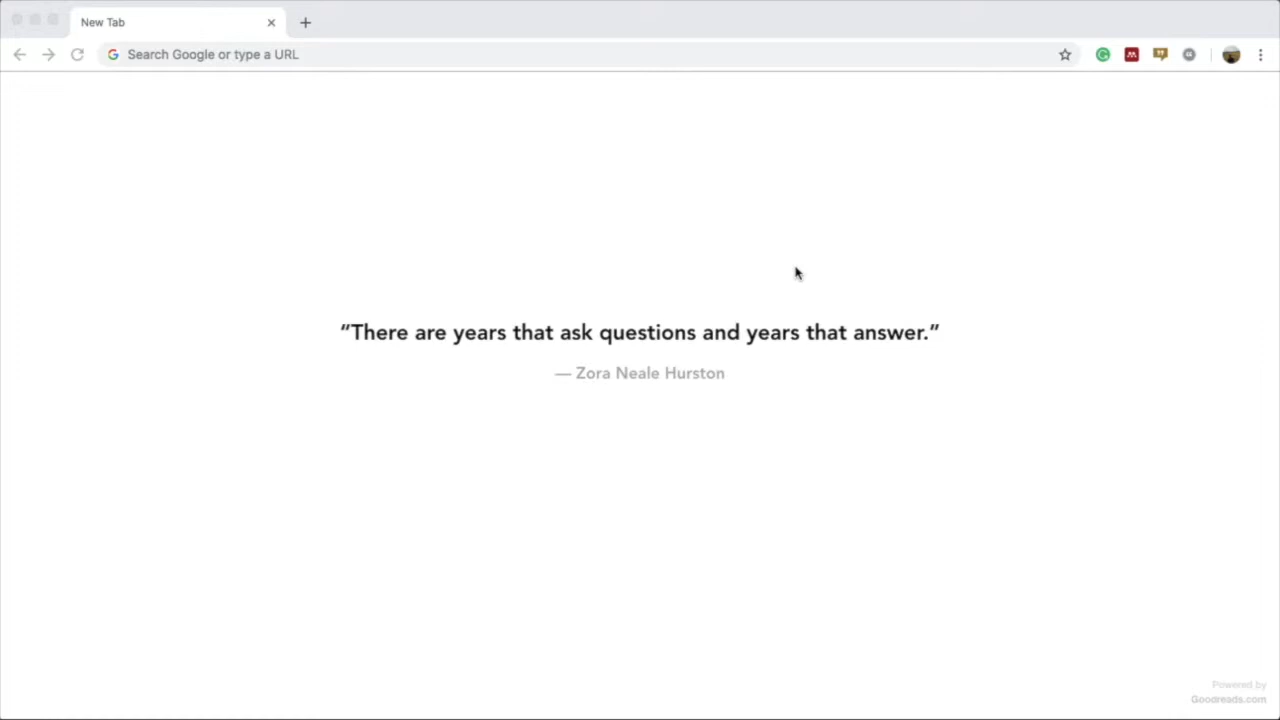 New Tab
Search Google or type a URL
“There are years that ask questions and years that answer.”
— Zora Neale Hurston
Powered by
Goodreads.com